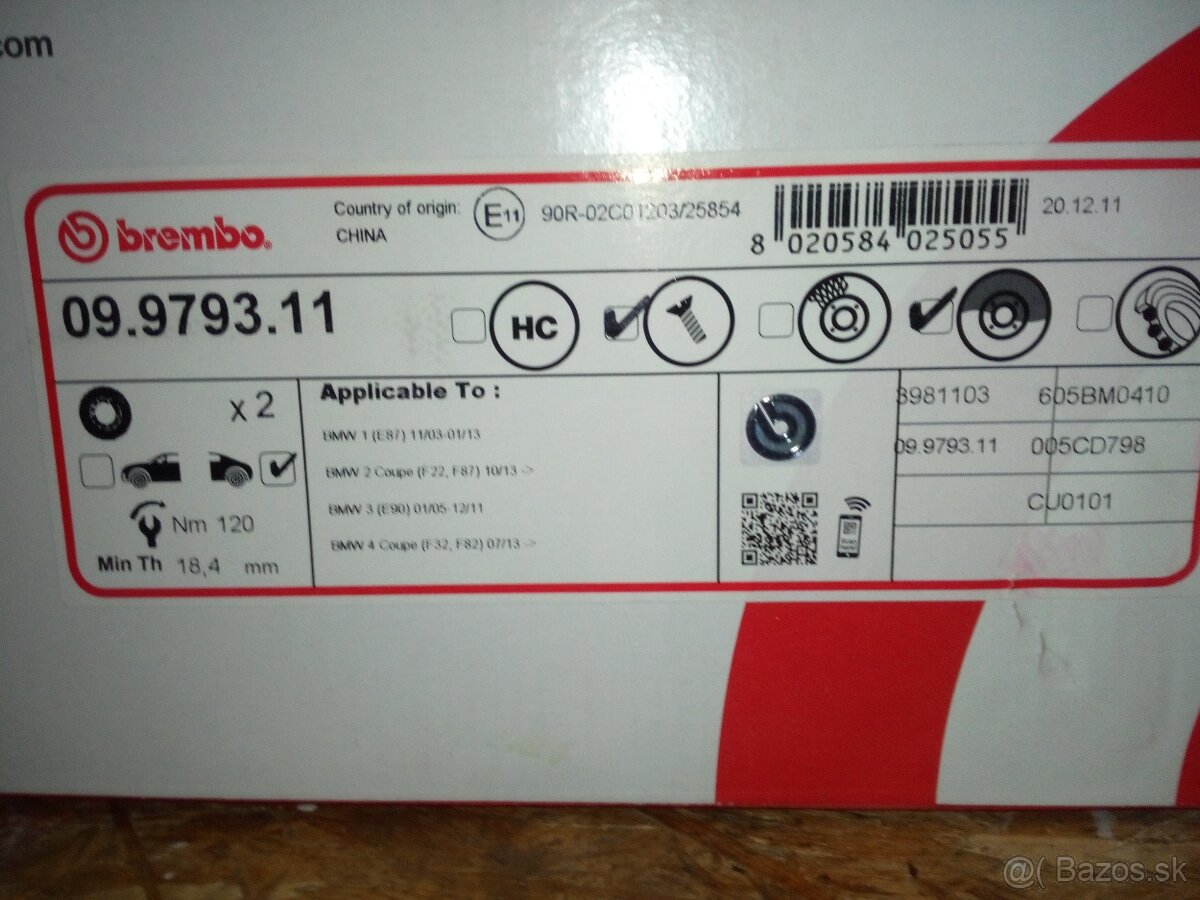 com
brembo.
Country of origin:
CHINA
E11
90R-02C01203/25854
8 020584 025055
20.12.11
09.9793.11
HC
x 2
Nm 120
Min Th 18,4 mm
Applicable To :
BMW 1 (E87) 11/03-01/13
BMW 2 Coupe (F22, F87) 10/13 ->
BMW 3 (E90) 01/05-12/11
BMW 4 Coupe (F32, F82) 07/13 ->
3981103 605BM0410
09.9793.11 005CD798
CU0101
@( Bazos.sk